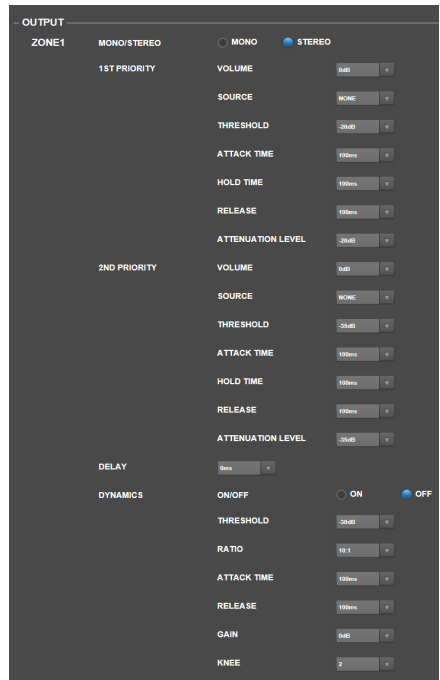 OUTPUT
ZONE1 MONO/STEREO MONO STEREO
1ST PRIORITY VOLUME 0dB
SOURCE NONE
THRESHOLD -20dB
ATTACK TIME 100ms
HOLD TIME 100ms
RELEASE 100ms
ATTENUATION LEVEL -20dB
2ND PRIORITY VOLUME 0dB
SOURCE NONE
THRESHOLD -35dB
ATTACK TIME 100ms
HOLD TIME 100ms
RELEASE 100ms
ATTENUATION LEVEL -35dB
DELAY 0ms
DYNAMICS ON/OFF ON OFF
THRESHOLD -30dB
RATIO 10:1
ATTACK TIME 100ms
RELEASE 100ms
GAIN 0dB
KNEE 2